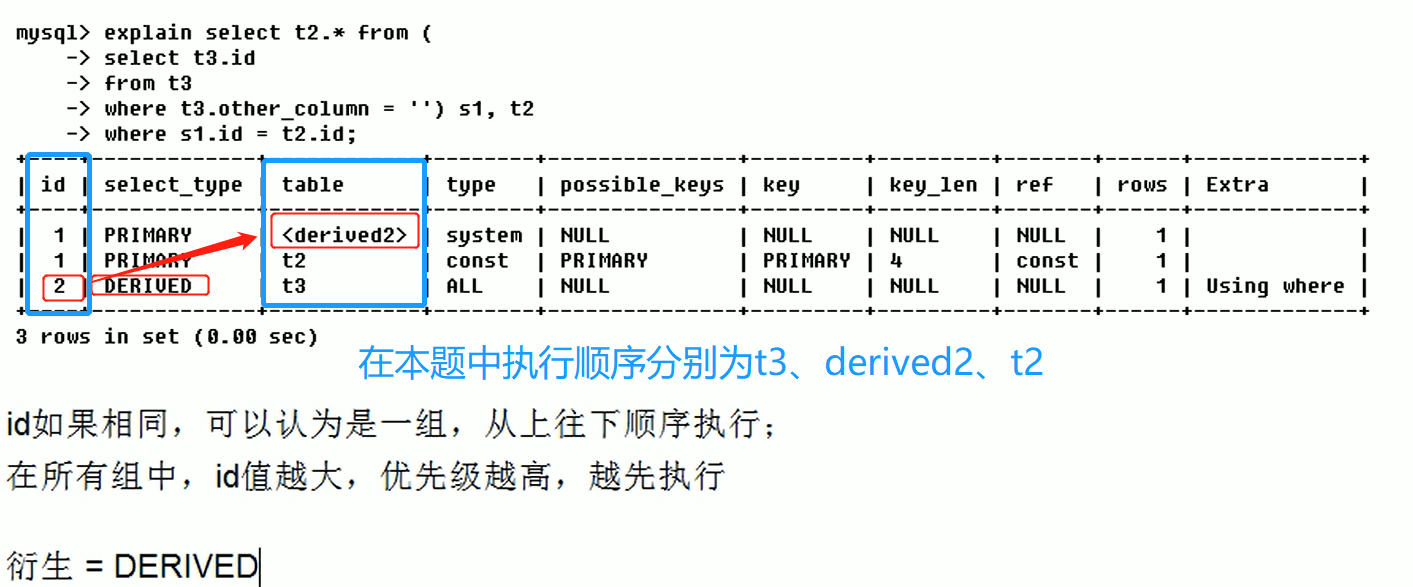 mysql> explain select t2.* from (
-> select t3.id
-> from t3
-> where t3.other_column = '') s1, t2
-> where s1.id = t2.id;
+----+-------------+------------+--------+---------------+---------+---------+-------+------+-------------+
| id | select_type | table | type | possible_keys | key | key_len | ref | rows | Extra |
+----+-------------+------------+--------+---------------+---------+---------+-------+------+-------------+
| 1 | PRIMARY | <derived2> | system | NULL | NULL | NULL | NULL | 1 | |
| 1 | PRIMARY | t2 | const | PRIMARY | PRIMARY | 4 | const | 1 | |
| 2 | DERIVED | t3 | ALL | NULL | NULL | NULL | NULL | 1 | Using where |
+----+-------------+------------+--------+---------------+---------+---------+-------+------+-------------+
3 rows in set (0.00 sec)
在本题中执行顺序分别为t3、derived2、t2
id如果相同，可以认为是一组，从上往下顺序执行；
在所有组中，id值越大，优先级越高，越先执行
衍生 = DERIVED